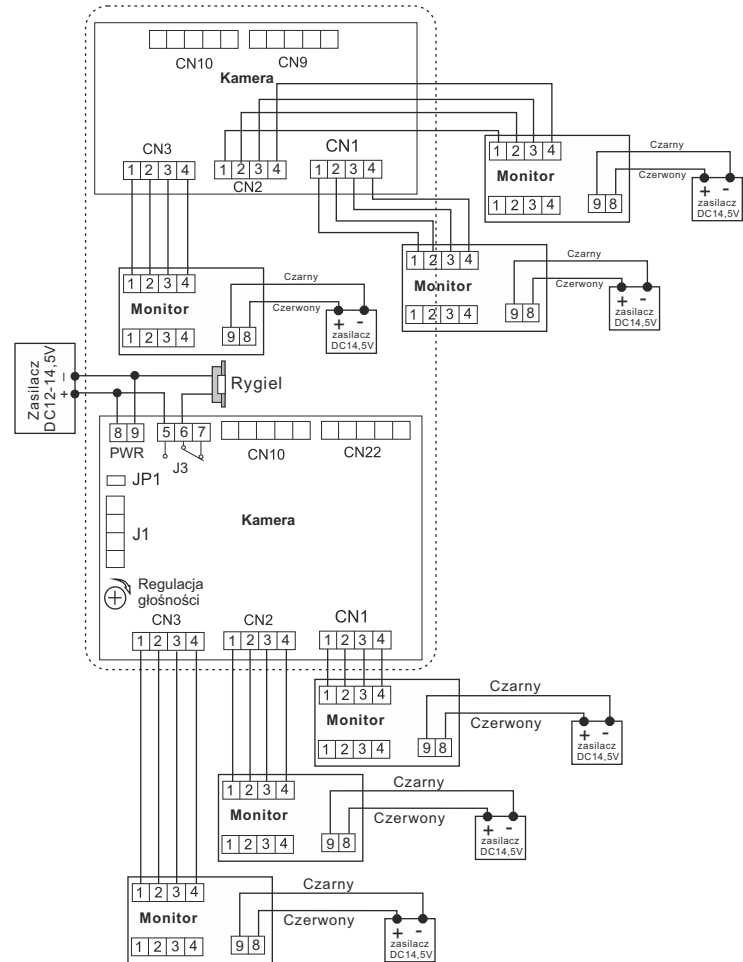 CN10 CN9
Kamera
CN3 CN1
1 2 3 4 1 2 3 4 1 2 3 4
CN2
1 2 3 4
Monitor
1 2 3 4
9 8
Czarny
Czerwony
+ -
zasilacz
DC14,5V
1 2 3 4
Monitor
1 2 3 4
9 8
Czarny
Czerwony
+ -
zasilacz
DC14,5V
1 2 3 4
Monitor
1 2 3 4
9 8
Czarny
Czerwony
+ -
zasilacz
DC14,5V
Zasilacz
DC12-14,5V
–
+
Rygiel
8 9 5 6 7
PWR J3
CN10 CN22
JP1
J1
Kamera
Regulacja
głośności
CN3 CN2 CN1
1 2 3 4 1 2 3 4 1 2 3 4
1 2 3 4
Monitor
1 2 3 4
9 8
Czarny
Czerwony
+ -
zasilacz
DC14,5V
1 2 3 4
Monitor
1 2 3 4
9 8
Czarny
Czerwony
+ -
zasilacz
DC14,5V
1 2 3 4
Monitor
1 2 3 4
9 8
Czarny
Czerwony
+ -
zasilacz
DC14,5V